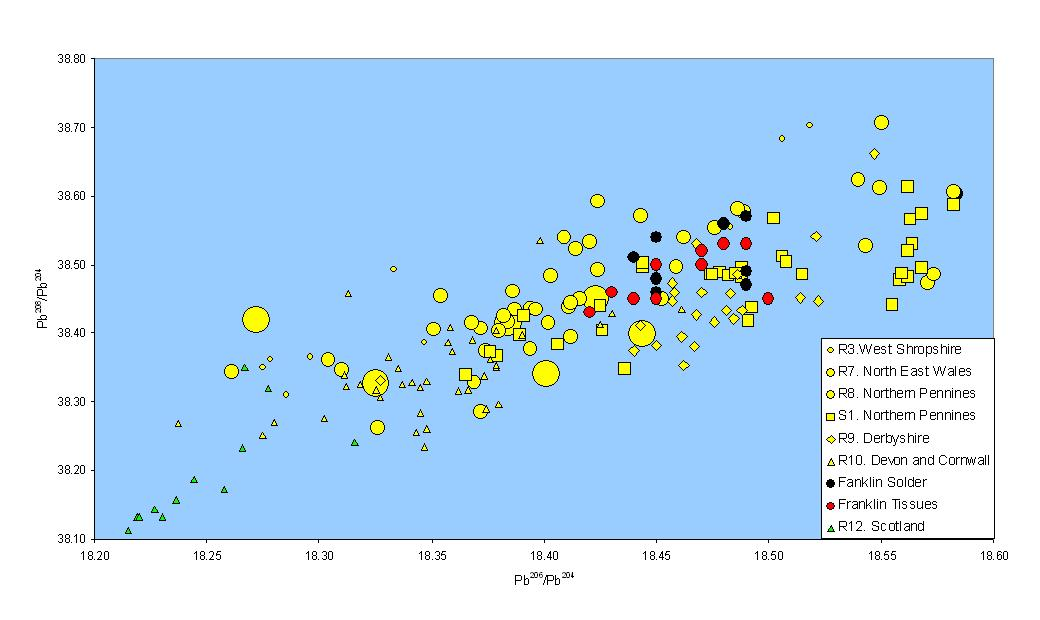 38.80
38.70
38.60
38.50
38.40
38.30
38.20
38.10
Pb²⁰⁸/Pb²⁰⁴
R3.West Shropshire
R7. North East Wales
R8. Northern Pennines
S1. Northern Pennines
R9. Derbyshire
R10. Devon and Cornwall
Fanklin Solder
Franklin Tissues
R12. Scotland
18.20 18.25 18.30 18.35 18.40 18.45 18.50 18.55 18.60
Pb²⁰⁶/Pb²⁰⁴